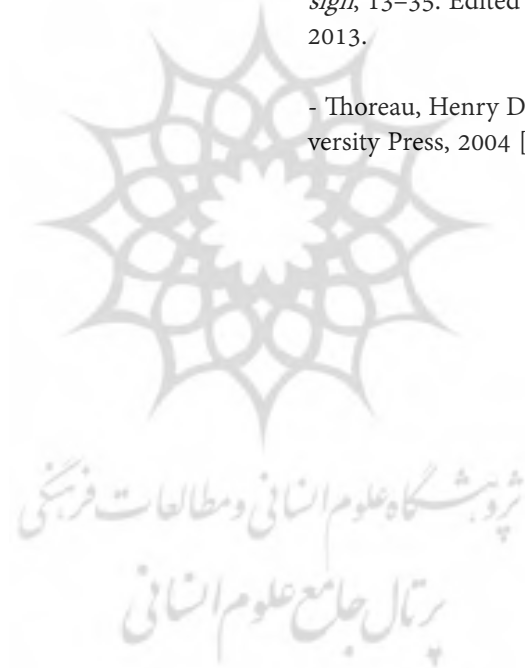 sign, 13–35. Edited
2013.
- Thoreau, Henry D
versity Press, 2004 [
پژوهشگاه علوم انسانی و مطالعات فرهنگی
پرتال جامع علوم انسانی